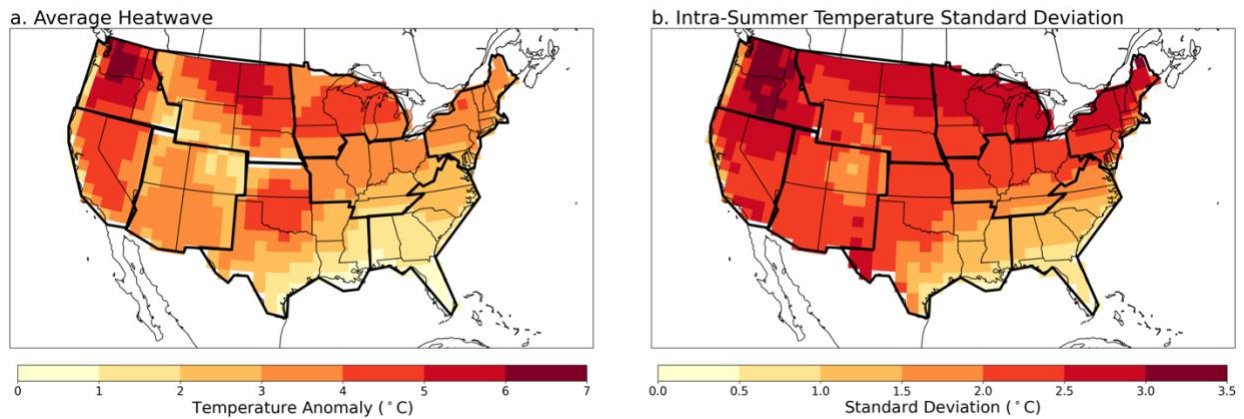 a. Average Heatwave
b. Intra-Summer Temperature Standard Deviation
0 1 2 3 4 5 6 7
Temperature Anomaly (°C)
0.0 0.5 1.0 1.5 2.0 2.5 3.0 3.5
Standard Deviation (°C)